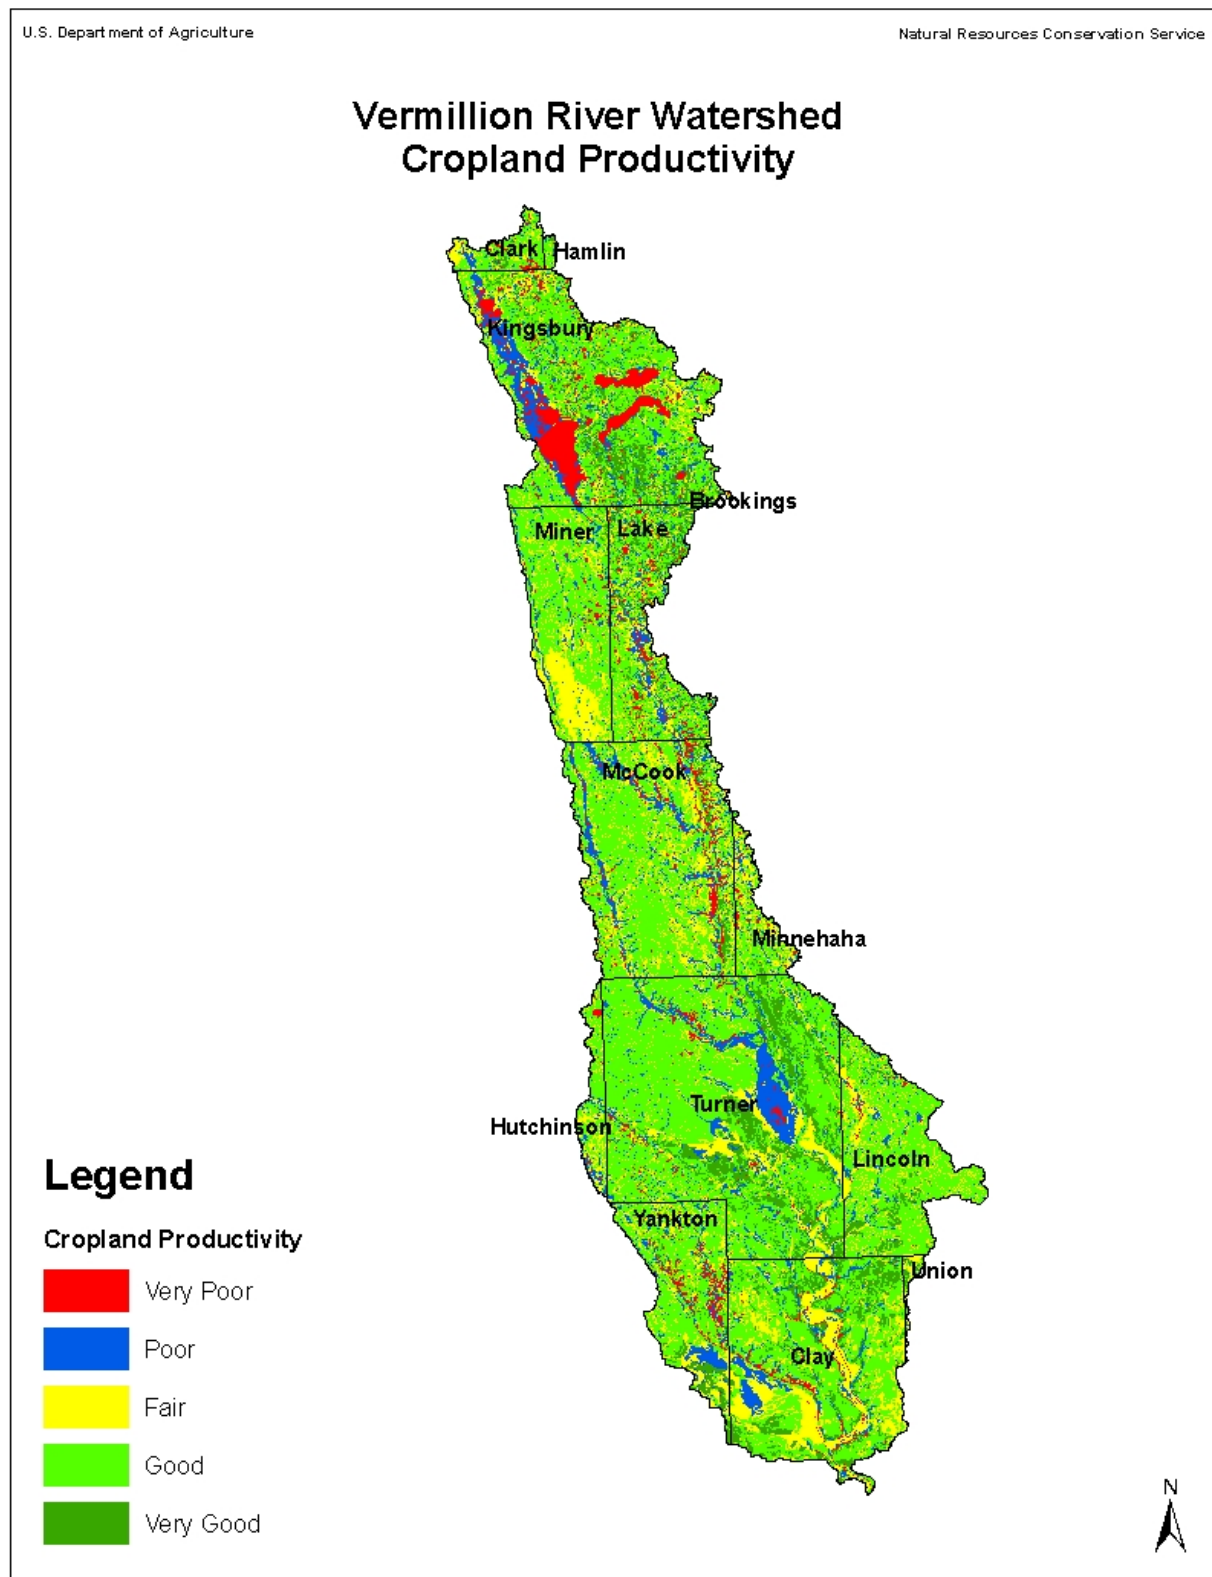 U.S. Department of Agriculture
Natural Resources Conservation Service
Vermillion River Watershed
Cropland Productivity
Clark
Hamlin
Kingsbury
Brookings
Miner
Lake
McCook
Minnehaha
Turner
Hutchinson
Lincoln
Yankton
Union
Clay
Legend
Cropland Productivity
Very Poor
Poor
Fair
Good
Very Good
N